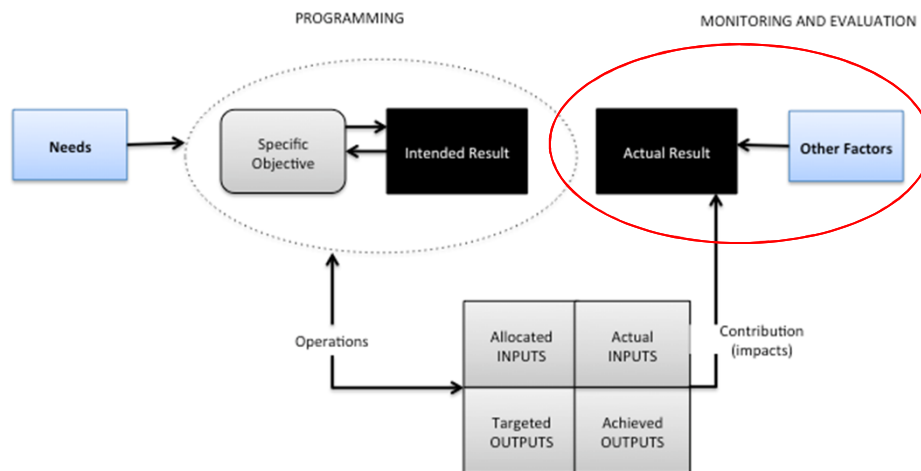 PROGRAMMING
MONITORING AND EVALUATION
Needs
Specific
Objective
Intended Result
Actual Result
Other Factors
Operations
Allocated
INPUTS
Actual
INPUTS
Contribution
(impacts)
Targeted
OUTPUTS
Achieved
OUTPUTS